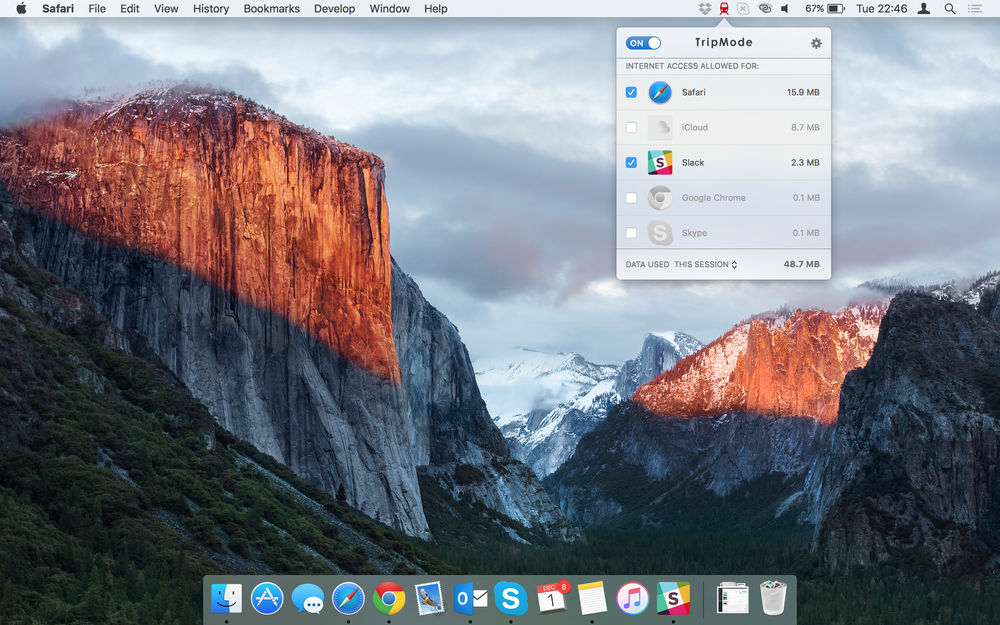 Safari File Edit View History Bookmarks Develop Window Help 67% Tue 22:46
ON TripMode
INTERNET ACCESS ALLOWED FOR:
Safari 15.9 MB
iCloud 8.7 MB
S Slack 2.3 MB
Google Chrome 0.1 MB
S Skype 0.1 MB
DATA USED THIS SESSION 48.7 MB
DEC 8
O S 1 S